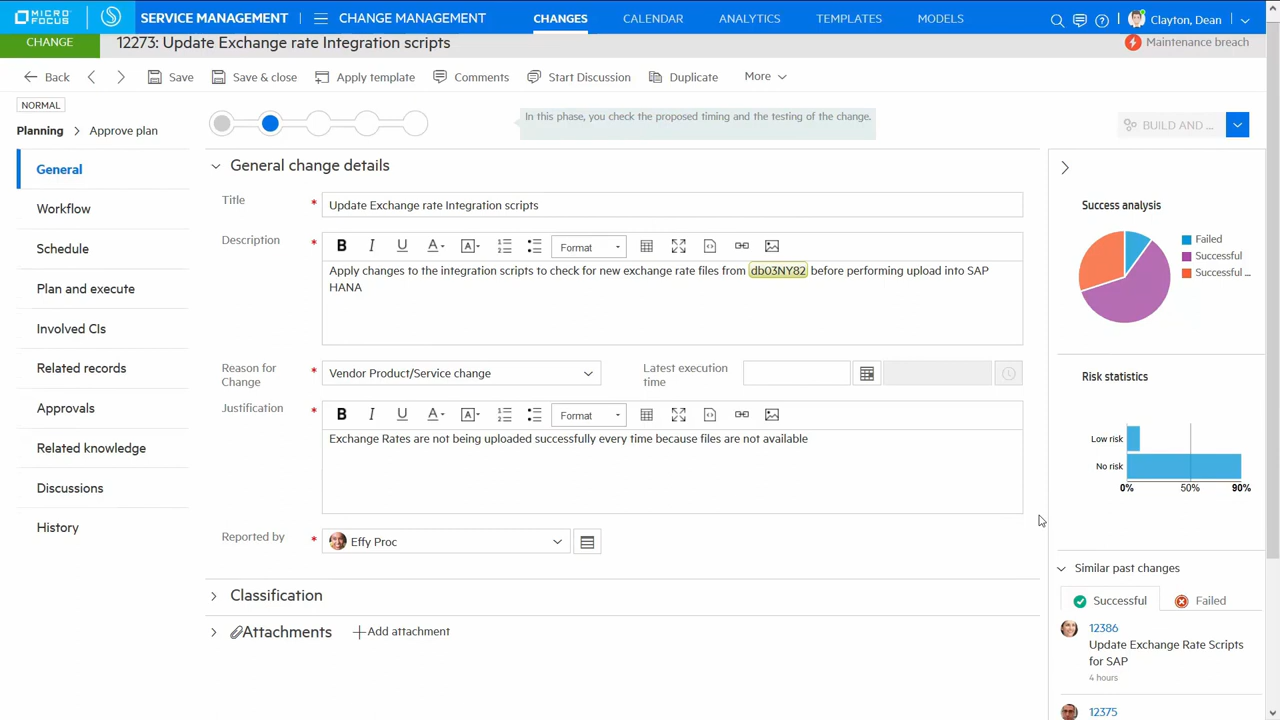 MICRO FOCUS
SERVICE MANAGEMENT
CHANGE MANAGEMENT
CHANGES
CALENDAR
ANALYTICS
TEMPLATES
MODELS
Clayton, Dean
CHANGE
12273: Update Exchange rate Integration scripts
Maintenance breach
Back
Save
Save & close
Apply template
Comments
Start Discussion
Duplicate
More
NORMAL
Planning > Approve plan
In this phase, you check the proposed timing and the testing of the change.
BUILD AND ...
General
Workflow
Schedule
Plan and execute
Involved CIs
Related records
Approvals
Related knowledge
Discussions
History
General change details
Title * Update Exchange rate Integration scripts
Description *
B I U A A Format
Apply changes to the integration scripts to check for new exchange rate files from db03NY82 before performing upload into SAP
HANA
Reason for
Change
* Vendor Product/Service change
Latest execution
time
Justification *
B I U A A Format
Exchange Rates are not being uploaded successfully every time because files are not available
Reported by * Effy Proc
Classification
Attachments
Add attachment
Success analysis
Failed
Successful
Successful ...
Risk statistics
Low risk
No risk
0% 50% 90%
Similar past changes
Successful
Failed
12386
Update Exchange Rate Scripts
for SAP
4 hours
12375